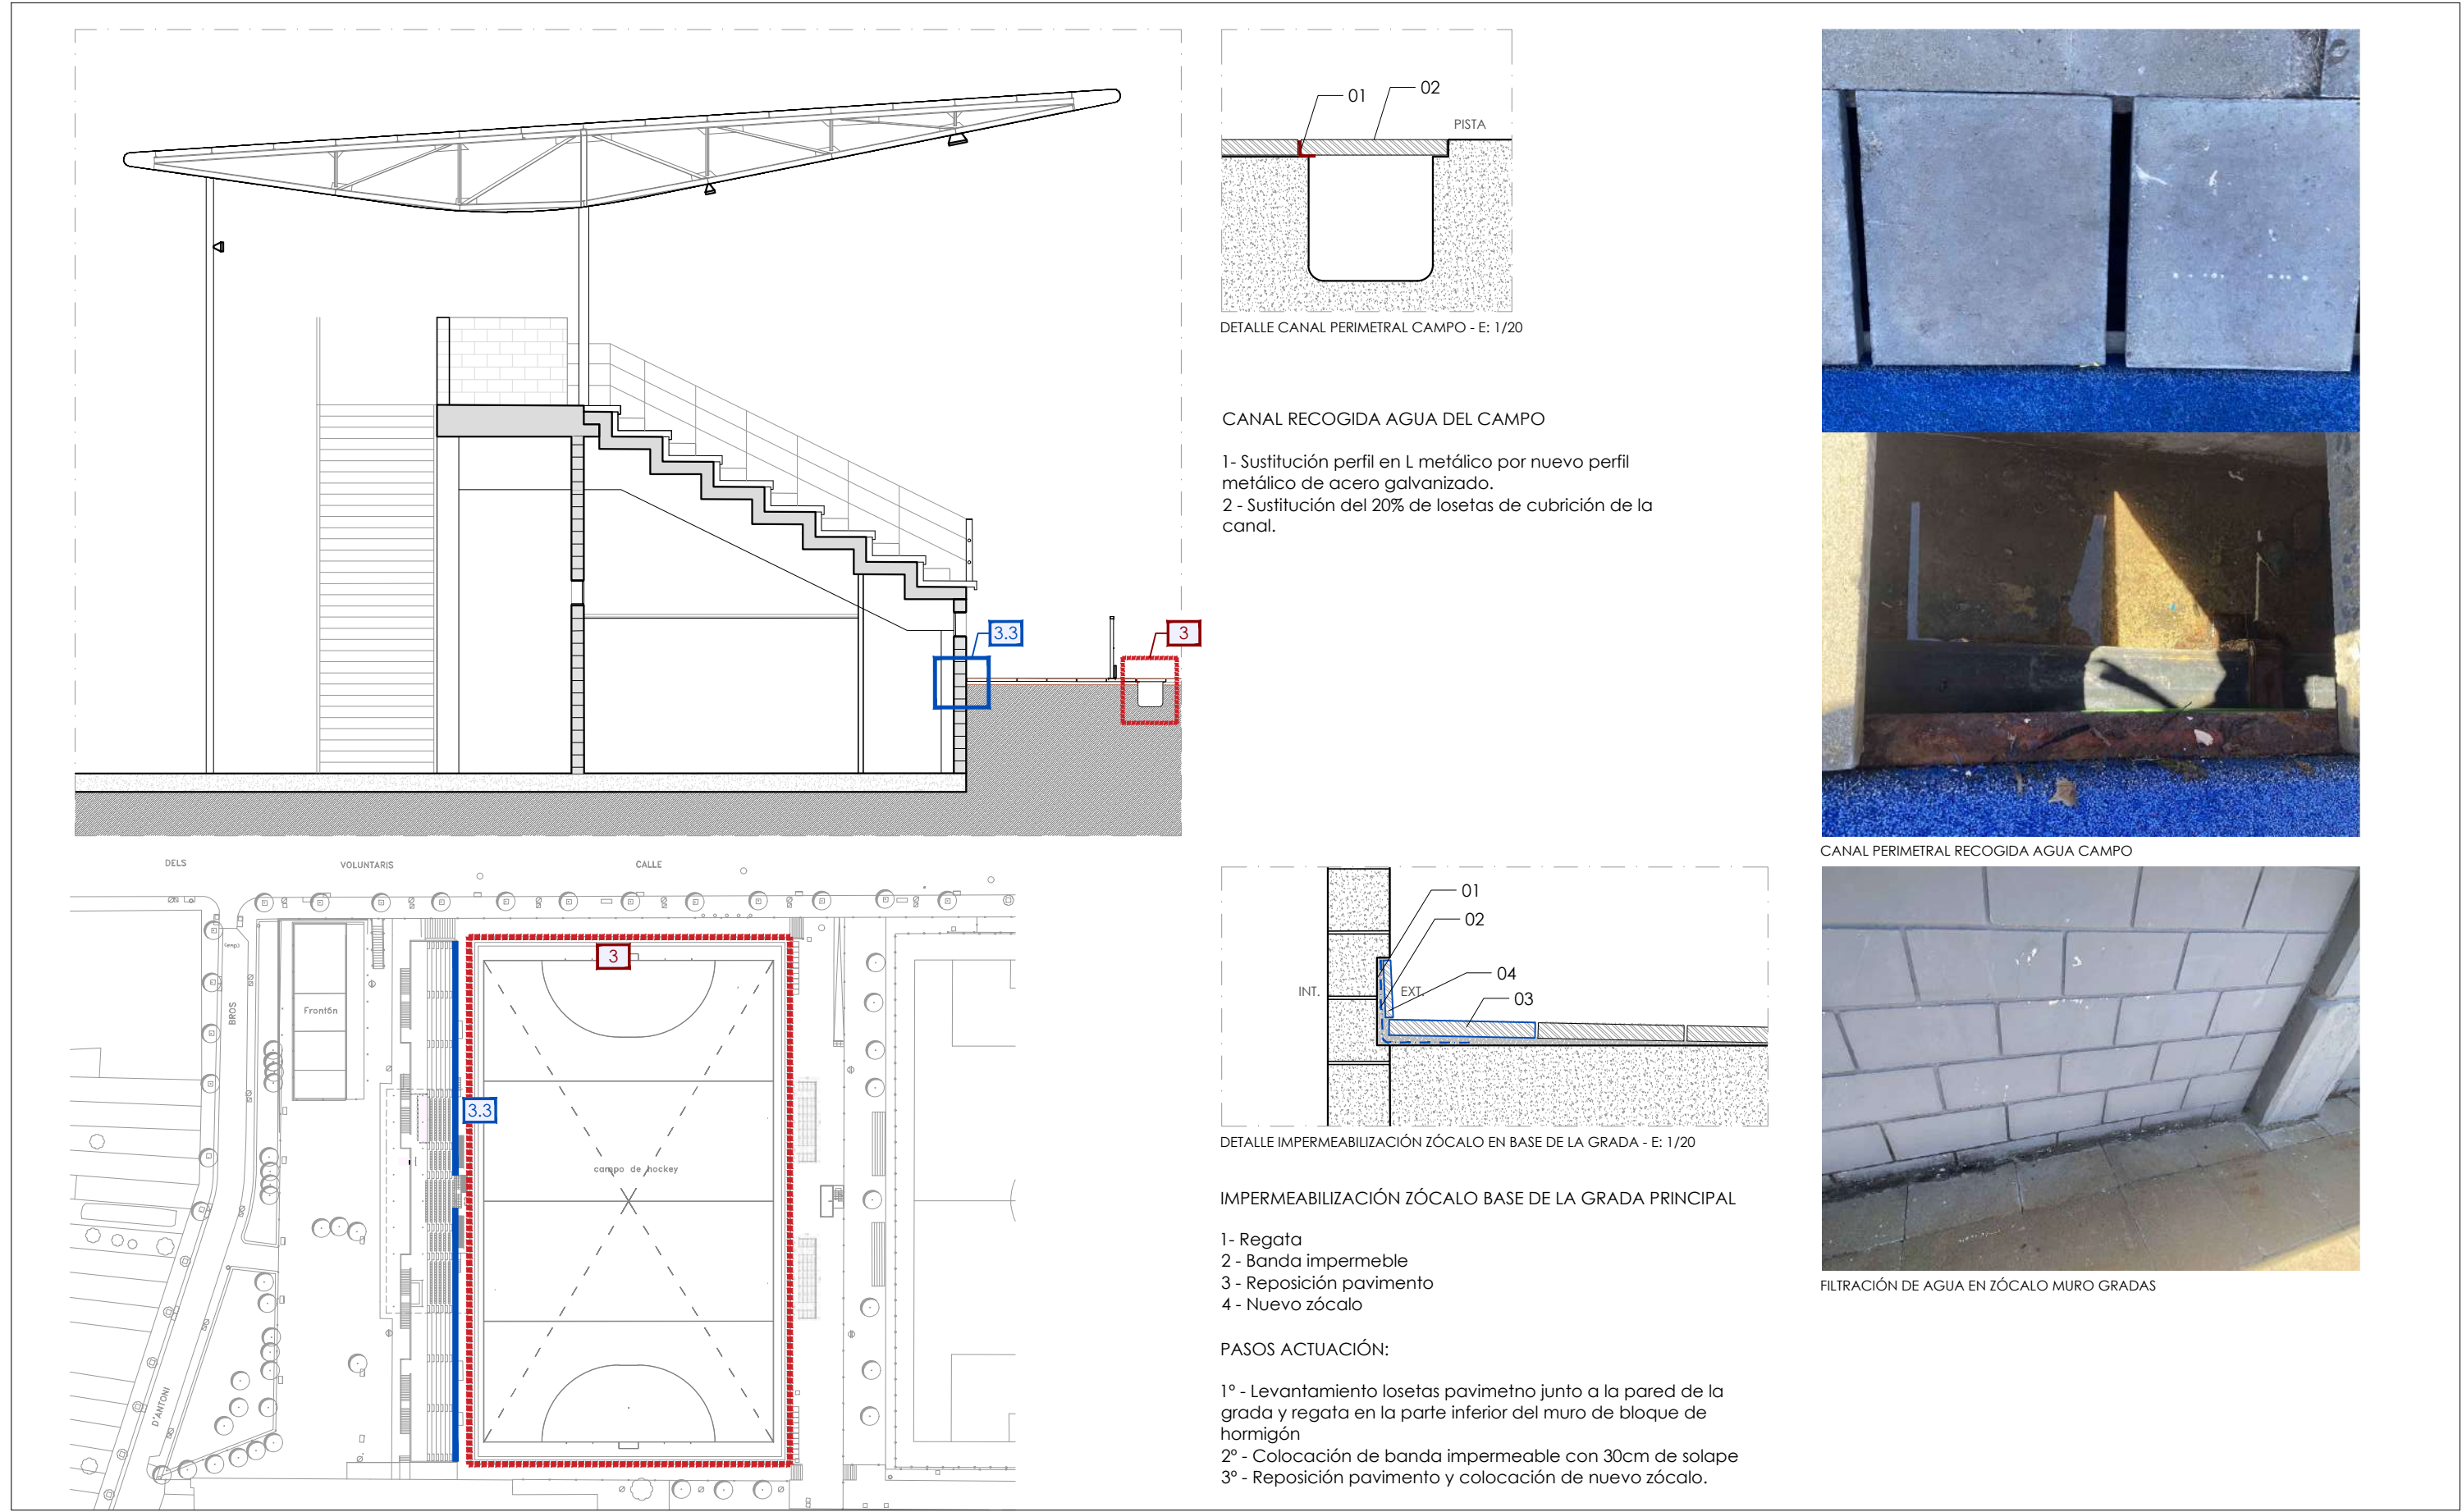 01
02
PISTA
DETALLE CANAL PERIMETRAL CAMPO - E: 1/20
CANAL RECOGIDA AGUA DEL CAMPO
1- Sustitución perfil en L metálico por nuevo perfil
metálico de acero galvanizado.
2 - Sustitución del 20% de losetas de cubrición de la
canal.
3.3
3
CANAL PERIMETRAL RECOGIDA AGUA CAMPO
DELS
VOLUNTARIS
CALLE
Camp
BROS
D'ANTONI
Frontón
3
3.3
campo de hockey
01
02
04
03
INT.
EXT.
DETALLE IMPERMEABILIZACIÓN ZÓCALO EN BASE DE LA GRADA - E: 1/20
IMPERMEABILIZACIÓN ZÓCALO BASE DE LA GRADA PRINCIPAL
1- Regata
2 - Banda impermeble
3 - Reposición pavimento
4 - Nuevo zócalo
PASOS ACTUACIÓN:
1º - Levantamiento losetas pavimetno junto a la pared de la
grada y regata en la parte inferior del muro de bloque de
hormigón
2º - Colocación de banda impermeable con 30cm de solape
3º - Reposición pavimento y colocación de nuevo zócalo.
FILTRACIÓN DE AGUA EN ZÓCALO MURO GRADAS